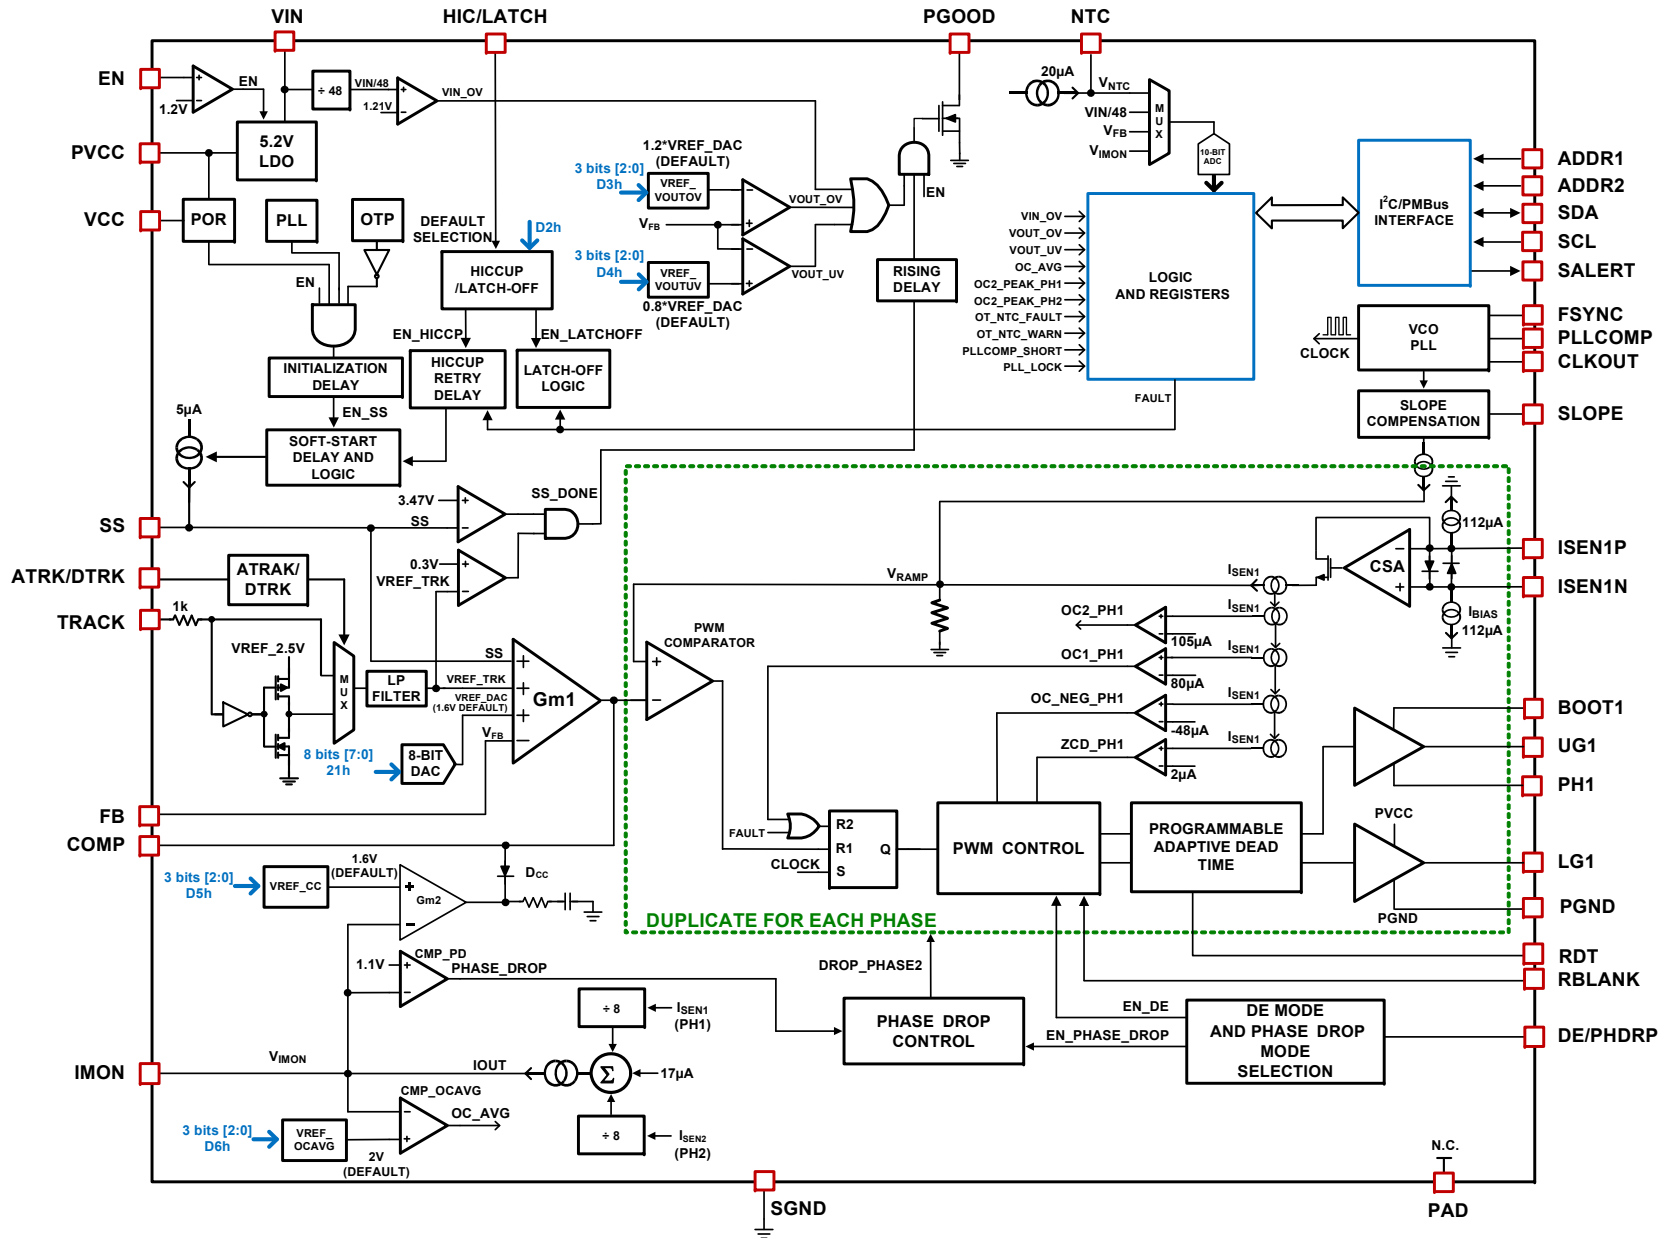 VIN
HIC/LATCH
PGOOD
NTC
EN
1.2V
EN
÷ 48
VIN/48
1.21V
VIN_OV
5.2V
LDO
PVCC
VCC
POR
PLL
OTP
EN
DEFAULT
SELECTION
D2h
HICCUP
/LATCH-OFF
EN_HICCP
EN_LATCHOFF
INITIALIZATION
DELAY
HICCUP
RETRY
DELAY
LATCH-OFF
LOGIC
EN_SS
5µA
SOFT-START
DELAY AND
LOGIC
1.2*VREF_DAC
(DEFAULT)
3 bits [2:0]
D3h
VREF_
VOUTOV
VOUT_OV
VFB
3 bits [2:0]
D4h
VREF_
VOUTUV
VOUT_UV
0.8*VREF_DAC
(DEFAULT)
EN
RISING
DELAY
20µA
VNTC
VIN/48
VFB
VIMON
MUX
10-BIT
ADC
VIN_OV
VOUT_OV
VOUT_UV
OC_AVG
OC2_PEAK_PH1
OC2_PEAK_PH2
OT_NTC_FAULT
OT_NTC_WARN
PLLCOMP_SHORT
PLL_LOCK
LOGIC
AND REGISTERS
FAULT
I2C/PMBus
INTERFACE
ADDR1
ADDR2
SDA
SCL
SALERT
FSYNC
PLLCOMP
CLKOUT
CLOCK
VCO
PLL
SLOPE
COMPENSATION
SLOPE
SS
3.47V
SS
SS_DONE
0.3V
VREF_TRK
ATRK/DTRK
ATRAK/
DTRK
TRACK
1k
VREF_2.5V
MUX
LP
FILTER
SS
VREF_TRK
VREF_DAC
(1.6V DEFAULT)
VFB
Gm1
8 bits [7:0]
21h
8-BIT
DAC
FB
COMP
PWM
COMPARATOR
VRAMP
ISEN1
CSA
112µA
ISEN1P
ISEN1N
IBIAS
112µA
OC2_PH1
105µA
ISEN1
OC1_PH1
80µA
ISEN1
OC_NEG_PH1
-48µA
ISEN1
ZCD_PH1
2µA
ISEN1
FAULT
CLOCK
R2
R1
S
Q
PWM CONTROL
PROGRAMMABLE
ADAPTIVE DEAD
TIME
PVCC
PGND
BOOT1
UG1
PH1
LG1
PGND
DUPLICATE FOR EACH PHASE
3 bits [2:0]
D5h
VREF_CC
1.6V
(DEFAULT)
Gm2
DCC
1.1V
CMP_PD
PHASE_DROP
DROP_PHASE2
PHASE DROP
CONTROL
EN_DE
EN_PHASE_DROP
DE MODE
AND PHASE DROP
MODE
SELECTION
RDT
RBLANK
DE/PHDRP
IMON
VIMON
IOUT
÷ 8
ISEN1
(PH1)
Σ
17µA
÷ 8
ISEN2
(PH2)
CMP_OCAVG
OC_AVG
3 bits [2:0]
D6h
VREF_
OCAVG
2V
(DEFAULT)
SGND
N.C.
PAD